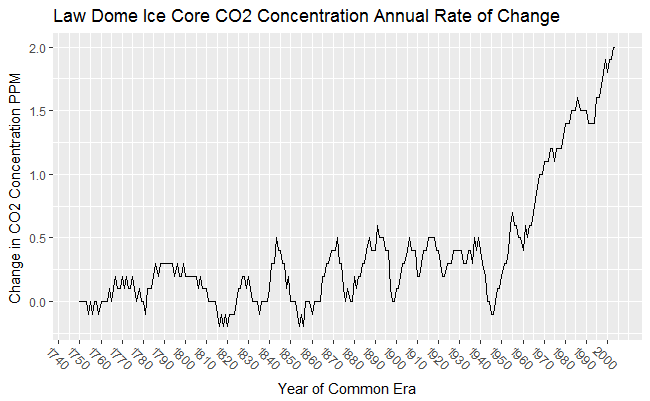 Law Dome Ice Core CO2 Concentration Annual Rate of Change
Change in CO2 Concentration PPM
2.0
1.5
1.0
0.5
0.0
1740 1750 1760 1770 1780 1790 1800 1810 1820 1830 1840 1850 1860 1870 1880 1890 1900 1910 1920 1930 1940 1950 1960 1970 1980 1990 2000
Year of Common Era